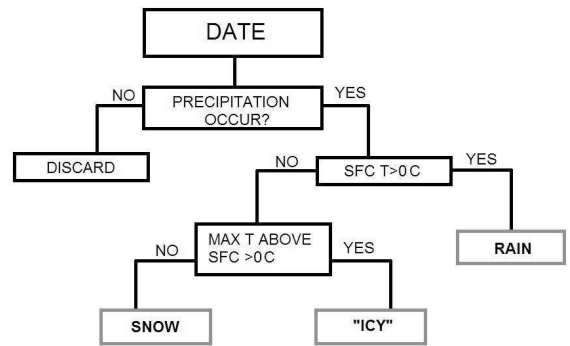 DATE
NO
PRECIPITATION
OCCUR?
YES
DISCARD
NO
SFC T>0 C
YES
NO
MAX T ABOVE
SFC >0 C
YES
RAIN
SNOW
"ICY"